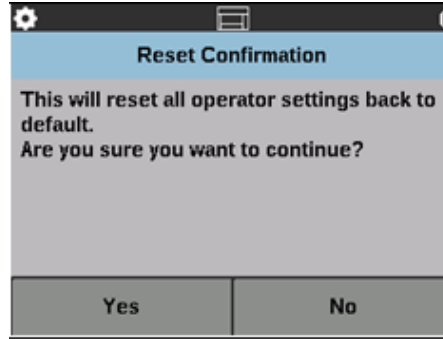 Reset Confirmation
This will reset all operator settings back to
default.
Are you sure you want to continue?
Yes
No